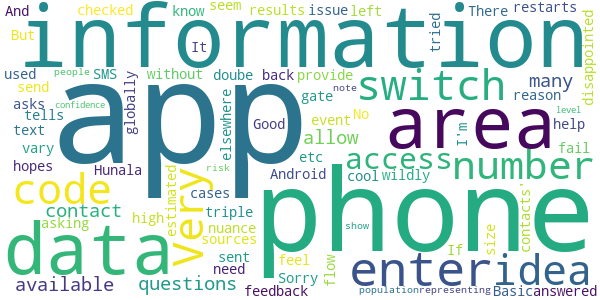 And checked seem results issue left There restarts
But know
information
It
tried
disappointed
used SMS doube back provide switch many
send without
asks
globally
app
elsewhere
gate reason
tells
event No area
text Good
I'm
help
vary allow
hopes Hunala etc access number fail
code very
estimated
Android cool wildly
risk
cases
phone
contact high triple
If
size
contacts'
asking nuance
show
data sources feel
flow
sent enter idea
available questions need Sorry
feedback population representing Basic answered
people
confidence
note
level